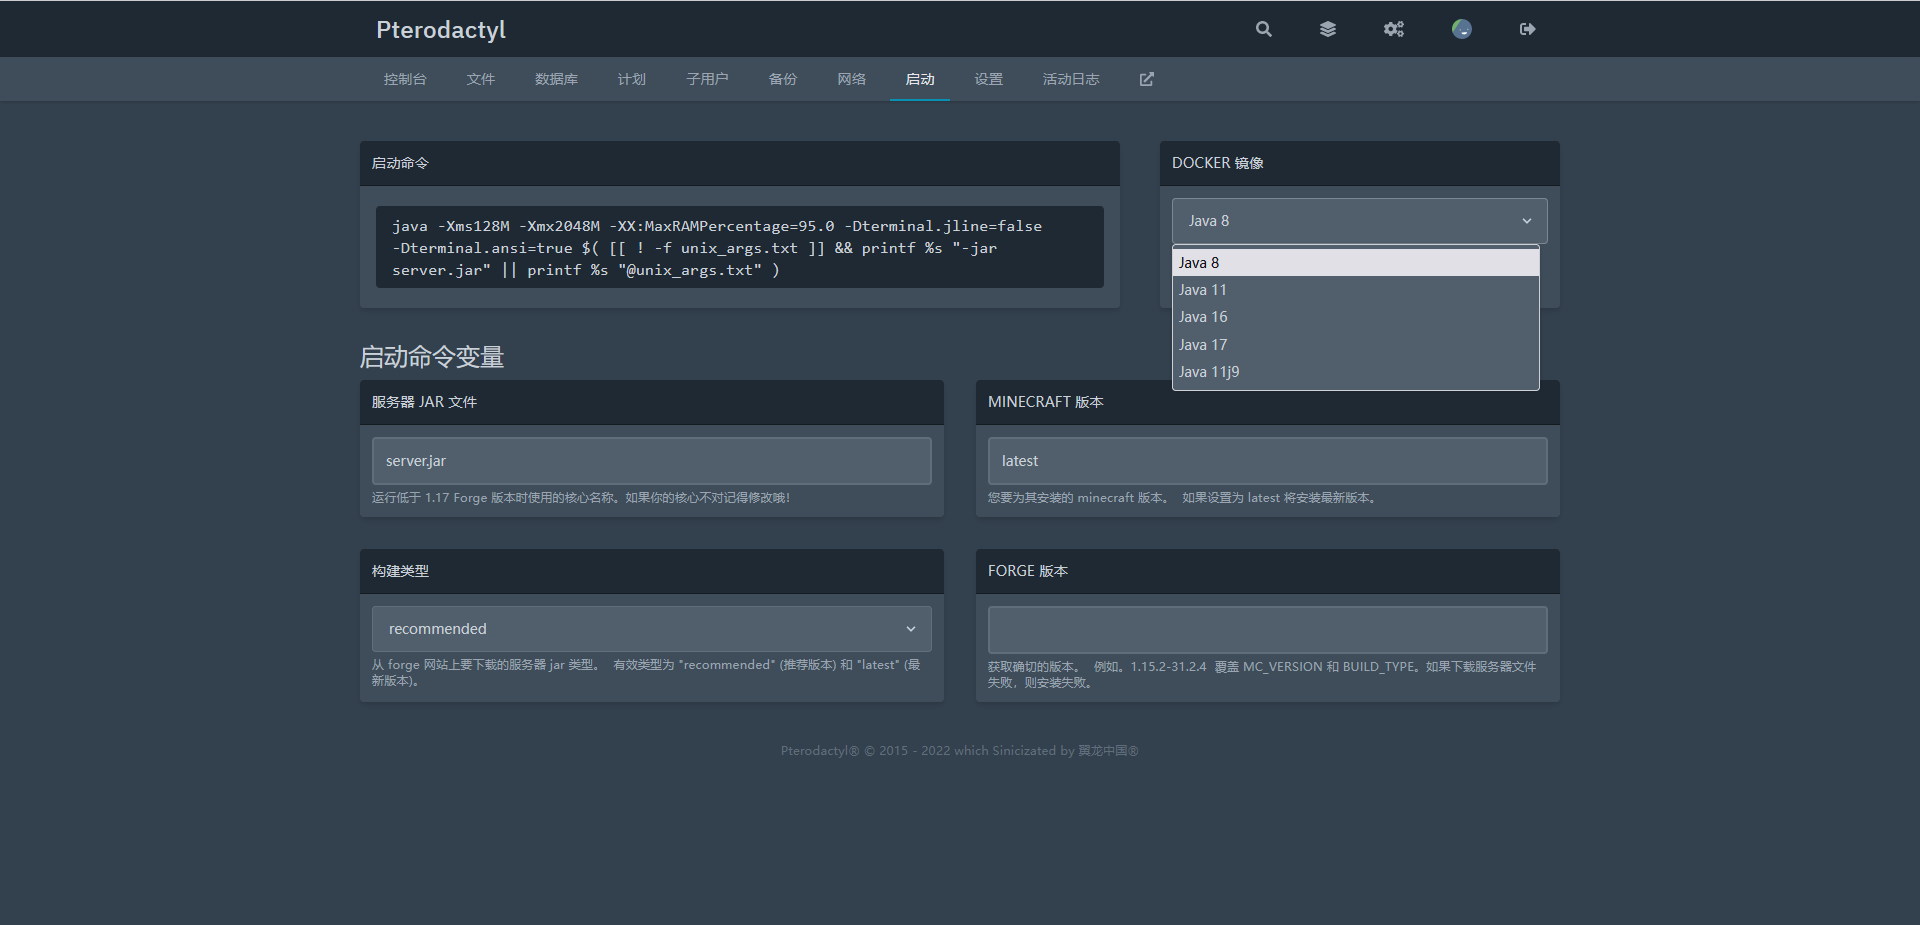 Pterodactyl
控制台 文件 数据库 计划 子用户 备份 网络 启动 设置 活动日志
启动命令
java -Xms128M -Xmx2048M -XX:MaxRAMPercentage=95.0 -Dterminal.jline=false
-Dterminal.ansi=true $( [[ ! -f unix_args.txt ]] && printf %s "-jar
server.jar" || printf %s "@unix_args.txt" )
DOCKER 镜像
Java 8
Java 8
Java 11
Java 16
Java 17
Java 11j9
启动命令变量
服务器 JAR 文件
server.jar
运行低于 1.17 Forge 版本时使用的核心名称。如果你的核心不对记得修改哦!
MINECRAFT 版本
latest
您要为其安装的 minecraft 版本。 如果设置为 latest 将安装最新版本。
构建类型
recommended
从 forge 网站上要下载的服务器 jar 类型。 有效类型为 "recommended" (推荐版本) 和 "latest" (最
新版本)。
FORGE 版本
获取确切的版本。 例如。1.15.2-31.2.4 覆盖 MC_VERSION 和 BUILD_TYPE。如果下载服务器文件
失败，则安装失败。
Pterodactyl® © 2015 - 2022 which Sinicizated by 翼龙中国®